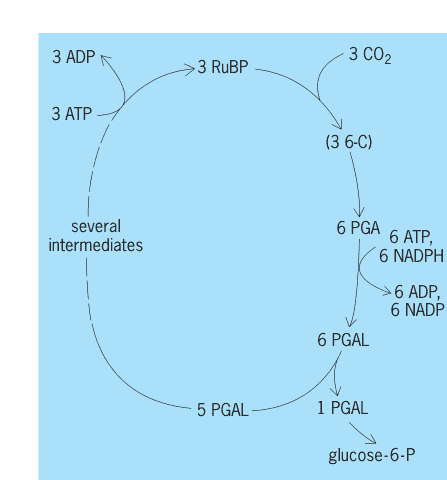 3 ADP
3 RuBP
3 CO₂
3 ATP
(3 6-C)
several
intermediates
6 PGA
6 ATP,
6 NADPH
6 ADP,
6 NADP
6 PGAL
5 PGAL
1 PGAL
glucose-6-P